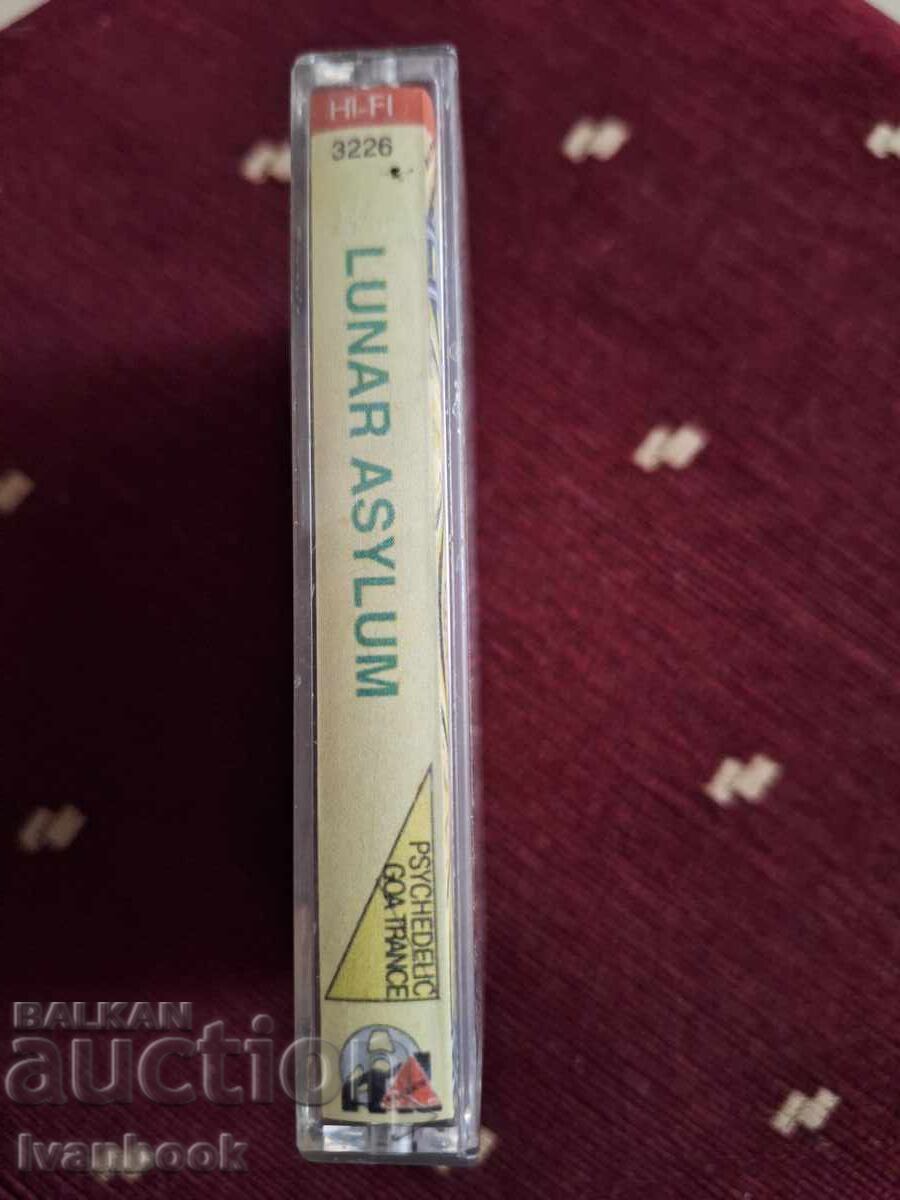 HI-FI
3226
LUNAR ASYLUM
PSYCHEDELIC
GOA-TRANCE
BALKAN
auction
Ivanbook